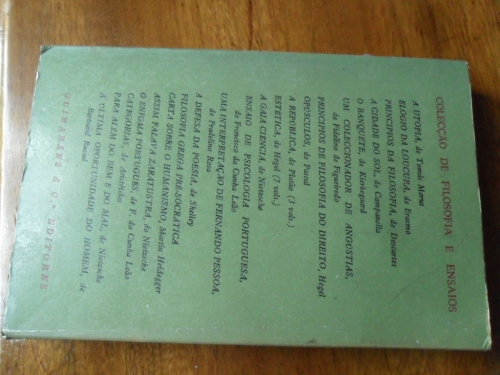 COLECÇÃO DE FILOSOFIA E ENSAIOS
A UTOPIA, de Tomás Morus
ELOGIO DA LOUCURA, de Erasmo
PRINCÍPIOS DA FILOSOFIA, de Descartes
A CIDADE DO SOL, de Campanella
O BANQUETE, de Kierkegaard
UM COLECCIONADOR DE ANGÚSTIAS,
de Fidelino de Figueiredo
PRINCÍPIOS DE FILOSOFIA DO DIREITO, Hegel
OPÚSCULOS, de Pascal
A REPÚBLICA, de Platão (2 vols.)
ESTÉTICA, de Hegel (7 vols.)
A GAIA CIÊNCIA, de Nietzsche
ENSAIO DE PSICOLOGIA PORTUGUESA,
de Francisco da Cunha Leão
UMA INTERPRETAÇÃO DE FERNANDO PESSOA,
de Pradelino Rosa
A DEFESA DA POESIA, de Shelley
FILOSOFIA GREGA PRÉ-SOCRÁTICA
CARTA SOBRE O HUMANISMO, Martin Heidegger
ASSIM FALAVA ZARATUSTRA, de Nietzsche
O ENIGMA PORTUGUÊS, de F. da Cunha Leão
CATEGORIAS, de Aristóteles
PARA ALÉM DO BEM E DO MAL, de Nietzsche
A ÚLTIMA OPORTUNIDADE DO HOMEM, de
Bertrand Russel
GUIMARÃES & C.ª EDITORES